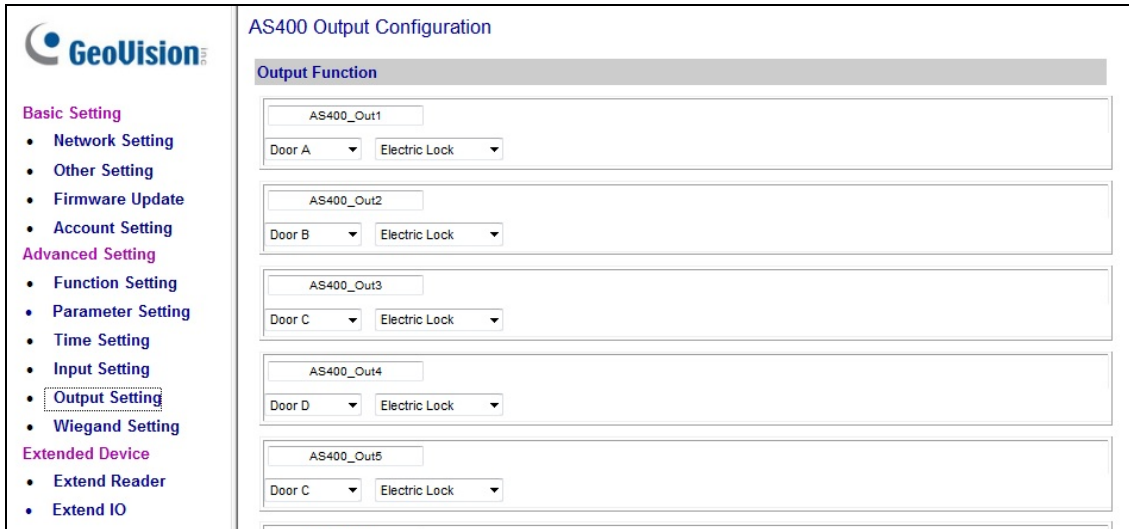 GeoVision inc
Basic Setting
Network Setting
Other Setting
Firmware Update
Account Setting
Advanced Setting
Function Setting
Parameter Setting
Time Setting
Input Setting
Output Setting
Wiegand Setting
Extended Device
Extend Reader
Extend IO
AS400 Output Configuration
Output Function
AS400_Out1
Door A Electric Lock
AS400_Out2
Door B Electric Lock
AS400_Out3
Door C Electric Lock
AS400_Out4
Door D Electric Lock
AS400_Out5
Door C Electric Lock